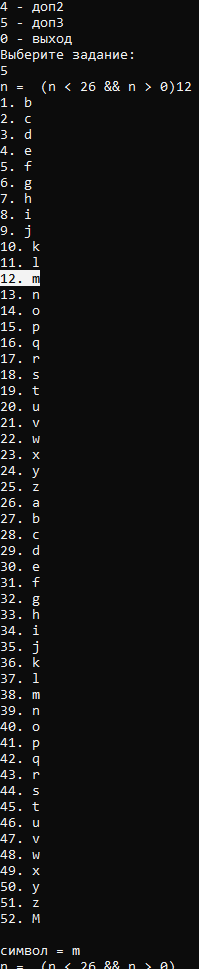 4 - доп2
5 - доп3
0 - выход
Выберите задание:
5
n =  (n < 26 && n > 0)12
1. b
2. c
3. d
4. e
5. f
6. g
7. h
8. i
9. j
10. k
11. l
12. m
13. n
14. o
15. p
16. q
17. r
18. s
19. t
20. u
21. v
22. w
23. x
24. y
25. z
26. a
27. b
28. c
29. d
30. e
31. f
32. g
33. h
34. i
35. j
36. k
37. l
38. m
39. n
40. o
41. p
42. q
43. r
44. s
45. t
46. u
47. v
48. w
49. x
50. y
51. z
52. M
символ = m
n =  (n < 26 && n > 0)